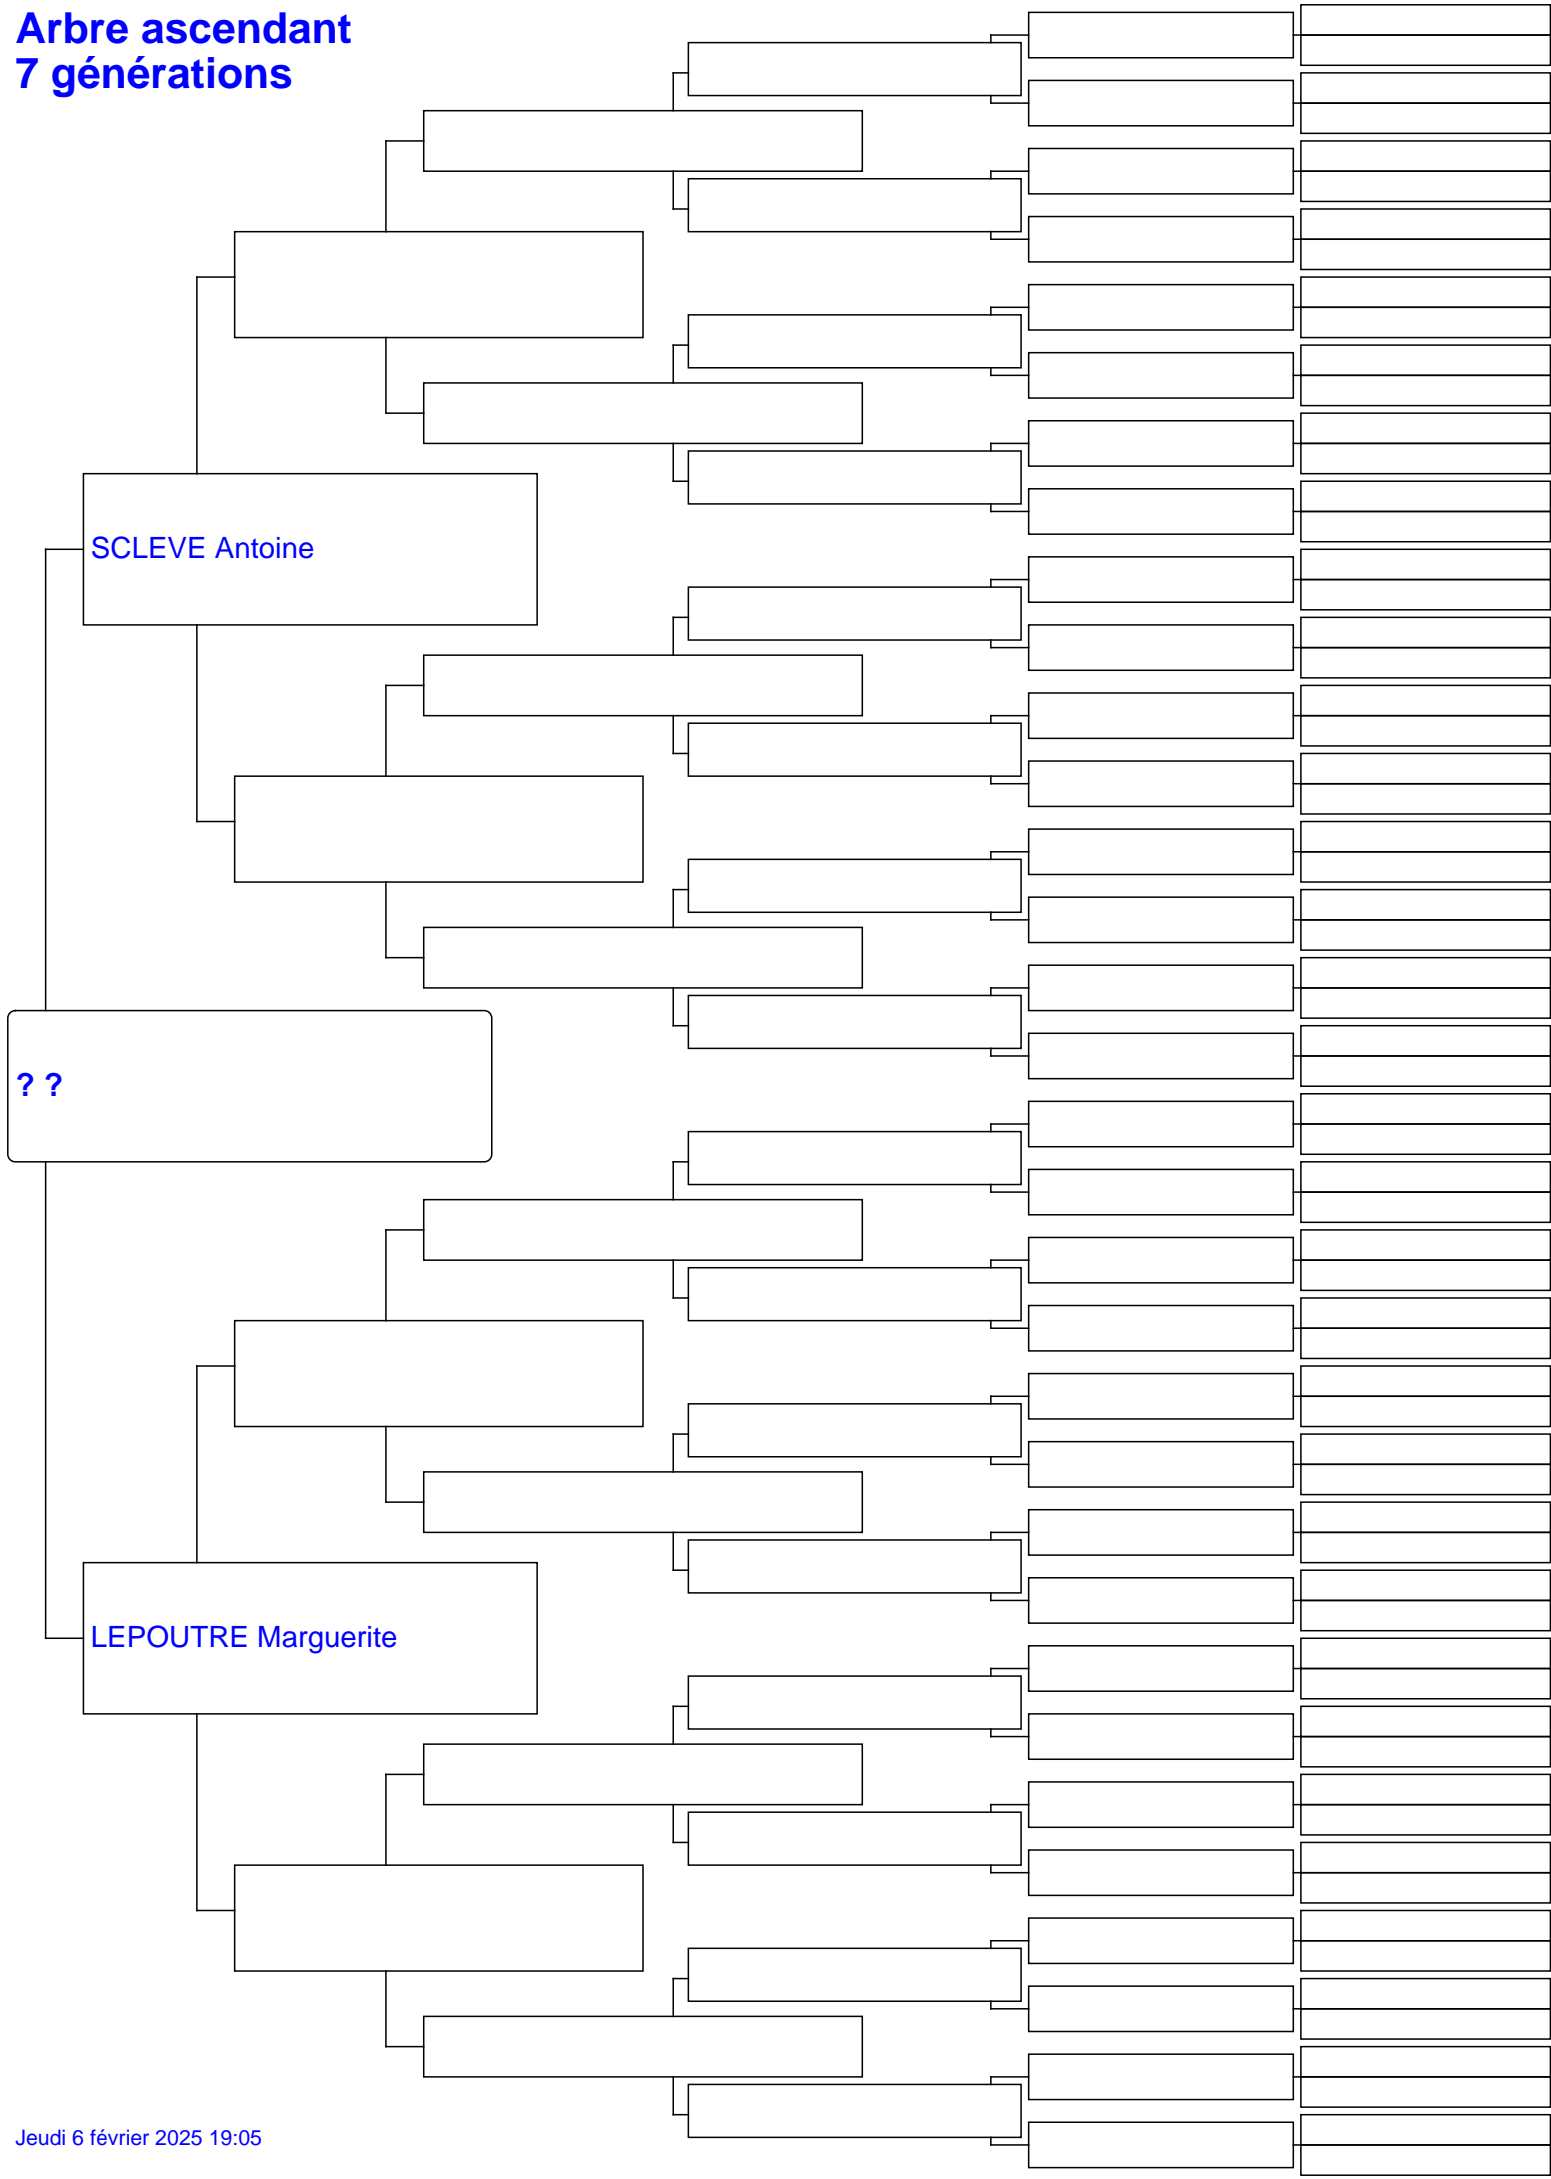 Arbre ascendant
7 générations
SCLEVE Antoine
? ?
LEPOUTRE Marguerite
Jeudi 6 février 2025 19:05